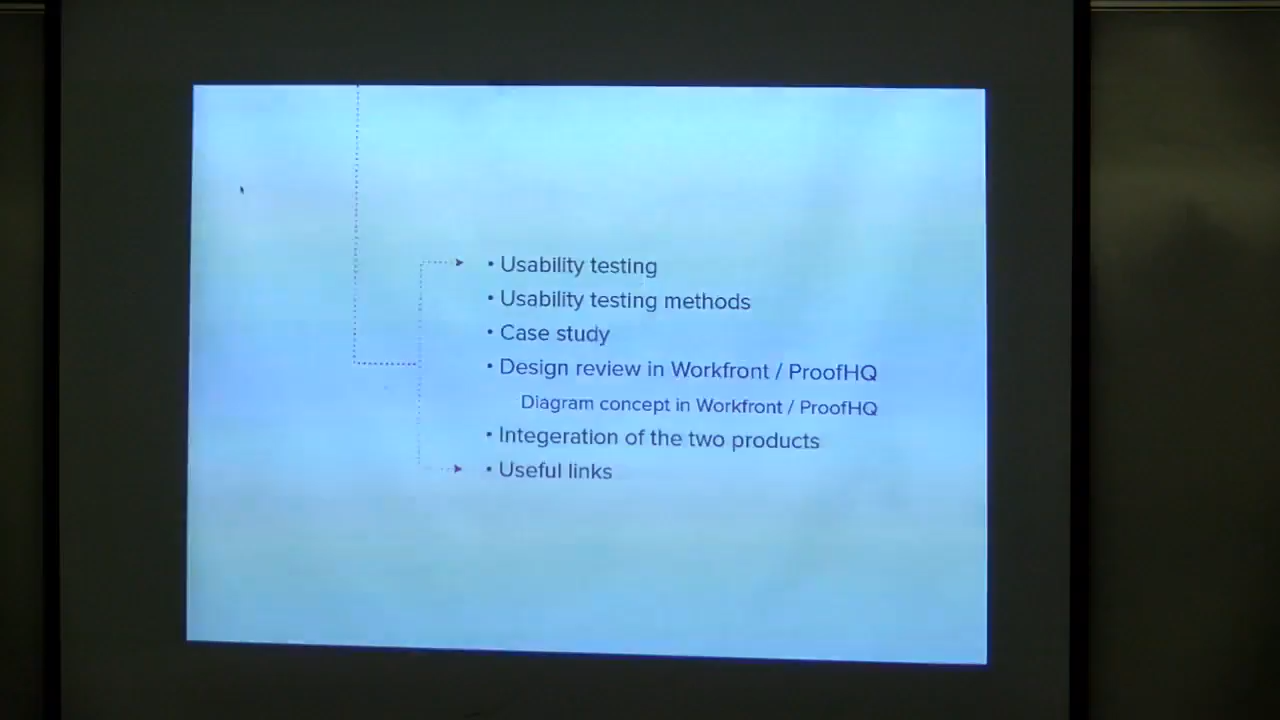 • Usability testing
• Usability testing methods
• Case study
• Design review in Workfront / ProofHQ
Diagram concept in Workfront / ProofHQ
• Integeration of the two products
• Useful links